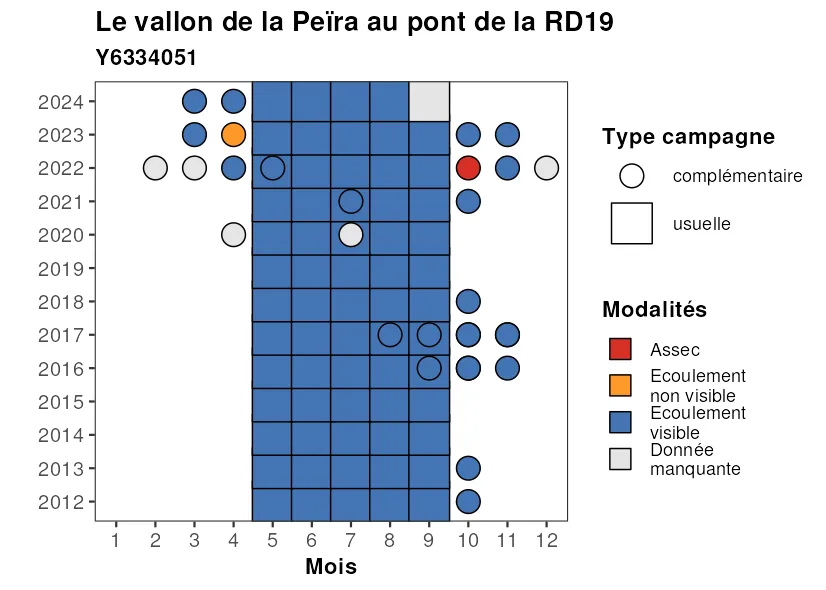 Le vallon de la Peïra au pont de la RD19
Y6334051
2024
2023
2022
2021
2020
2019
2018
2017
2016
2015
2014
2013
2012
1 2 3 4 5 6 7 8 9 10 11 12
Mois
Type campagne
complémentaire
usuelle
Modalités
Assec
Ecoulement
non visible
Ecoulement
visible
Donnée
manquante